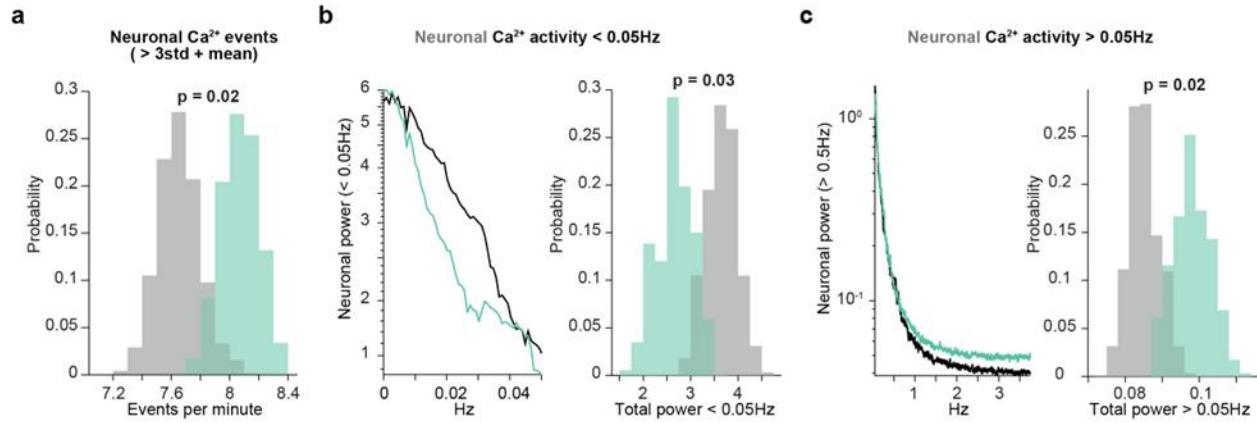 a
Neuronal Ca²⁺ events
( > 3std + mean)
p = 0.02
Probability
0.3
0.25
0.2
0.15
0.1
0.05
0
7.2 7.6 8 8.4
Events per minute
b
Neuronal Ca²⁺ activity < 0.05Hz
Neuronal power (< 0.05Hz)
6
5
4
3
2
1
0 0.02 0.04
Hz
p = 0.03
Probability
0.3
0.25
0.2
0.15
0.1
0.05
0
2 3 4
Total power < 0.05Hz
c
Neuronal Ca²⁺ activity > 0.05Hz
Neuronal power (> 0.5Hz)
10⁰
10⁻¹
1 2 3
Hz
p = 0.02
Probability
0.25
0.2
0.15
0.1
0.05
0
0.08 0.1
Total power > 0.05Hz